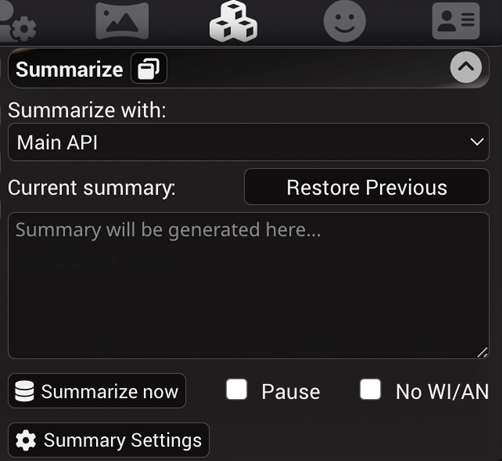 Summarize
Summarize with:
Main API
Current summary:
Restore Previous
Summary will be generated here...
Summarize now
Pause
No WI/AN
Summary Settings